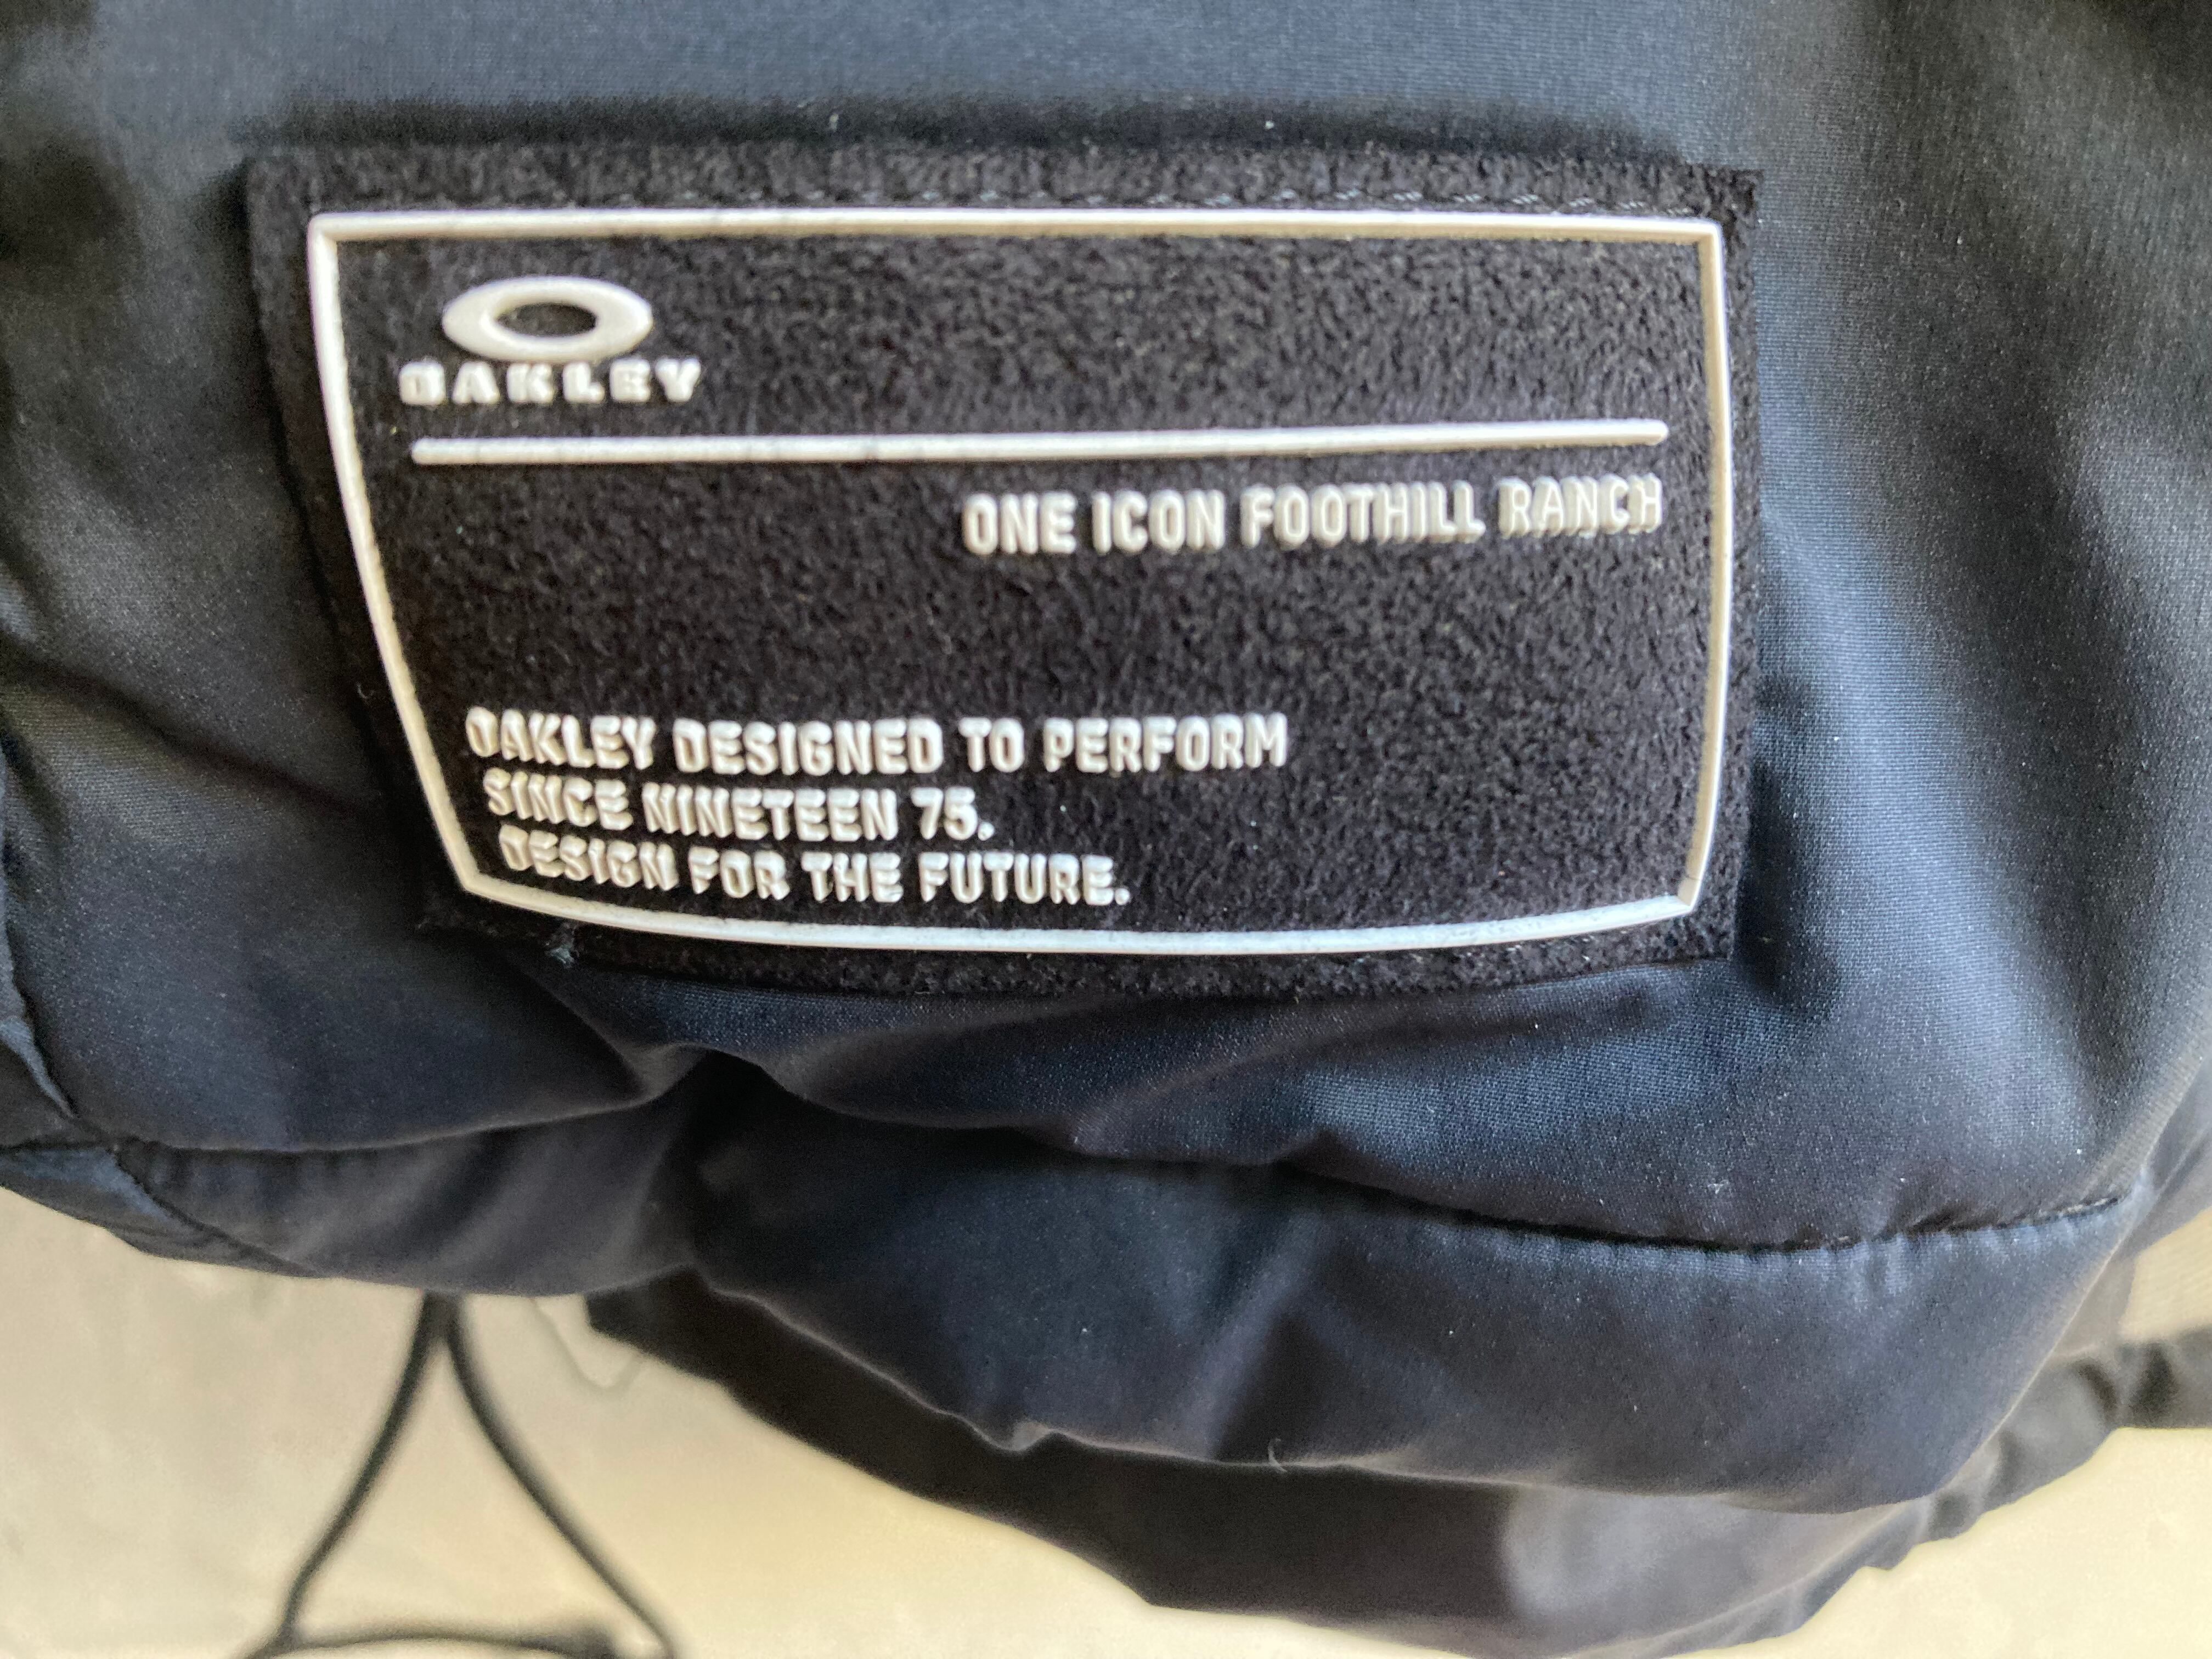 OAKLEY
ONE ICON FOOTHILL RANCH
OAKLEY DESIGNED TO PERFORM
SINCE NINETEEN 75.
DESIGN FOR THE FUTURE.